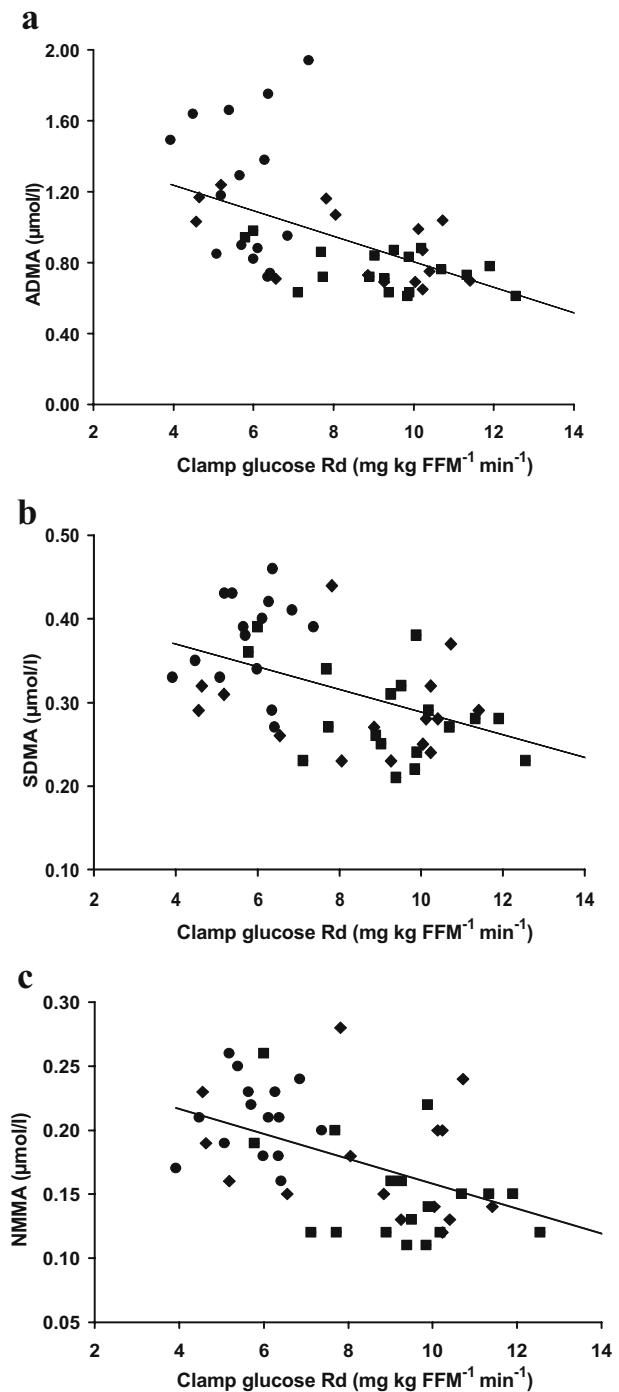 a
2.00
1.60
1.20
0.80
0.40
0.00
ADMA (µmol/l)
2 4 6 8 10 12 14
Clamp glucose Rd (mg kg FFM⁻¹ min⁻¹)
b
0.50
0.40
0.30
0.20
0.10
SDMA (µmol/l)
2 4 6 8 10 12 14
Clamp glucose Rd (mg kg FFM⁻¹ min⁻¹)
c
0.30
0.25
0.20
0.15
0.10
0.05
NMMA (µmol/l)
2 4 6 8 10 12 14
Clamp glucose Rd (mg kg FFM⁻¹ min⁻¹)